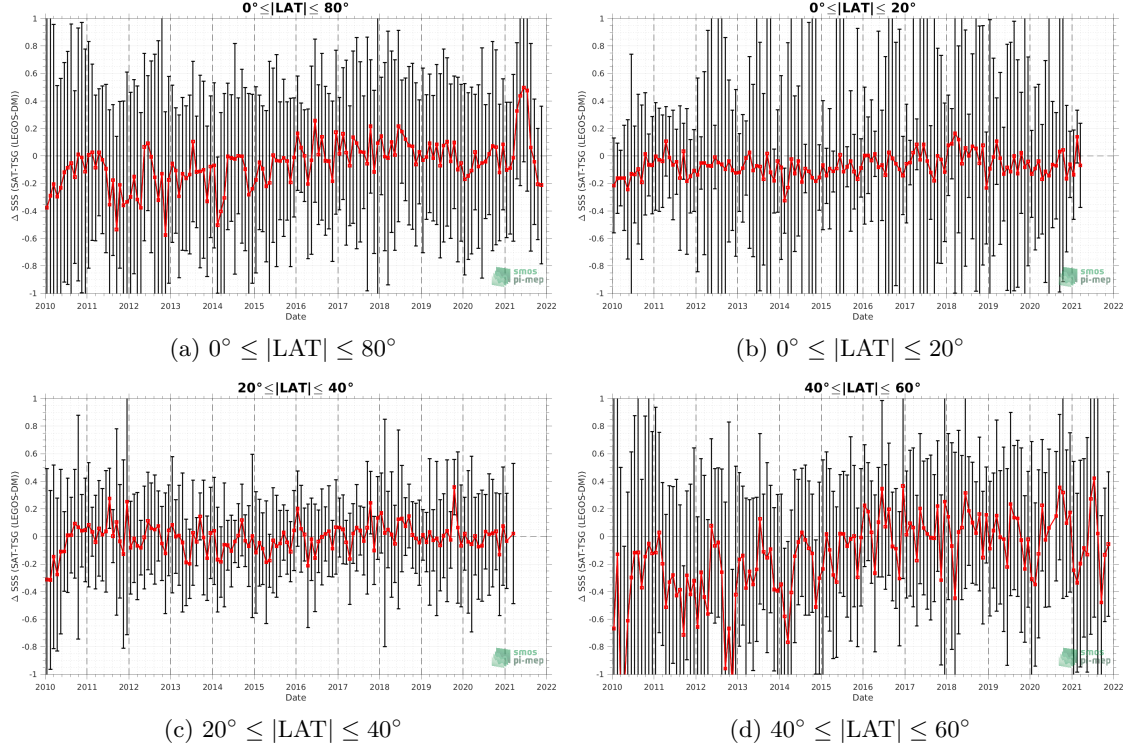 0°≤|LAT|≤ 80°
Δ SSS (SAT-TSG (LEGOS-DM))
1
0.8
0.6
0.4
0.2
0
-0.2
-0.4
-0.6
-0.8
-1
2010 2011 2012 2013 2014 2015 2016 2017 2018 2019 2020 2021 2022
Date
smos
pi-mep
(a) 0° ≤ |LAT| ≤ 80°
0°≤|LAT|≤ 20°
Δ SSS (SAT-TSG (LEGOS-DM))
1
0.8
0.6
0.4
0.2
0
-0.2
-0.4
-0.6
-0.8
-1
2010 2011 2012 2013 2014 2015 2016 2017 2018 2019 2020 2021 2022
Date
smos
pi-mep
(b) 0° ≤ |LAT| ≤ 20°
20°≤|LAT|≤ 40°
Δ SSS (SAT-TSG (LEGOS-DM))
1
0.8
0.6
0.4
0.2
0
-0.2
-0.4
-0.6
-0.8
-1
2010 2011 2012 2013 2014 2015 2016 2017 2018 2019 2020 2021 2022
Date
smos
pi-mep
(c) 20° ≤ |LAT| ≤ 40°
40°≤|LAT|≤ 60°
Δ SSS (SAT-TSG (LEGOS-DM))
1
0.8
0.6
0.4
0.2
0
-0.2
-0.4
-0.6
-0.8
-1
2010 2011 2012 2013 2014 2015 2016 2017 2018 2019 2020 2021 2022
Date
smos
pi-mep
(d) 40° ≤ |LAT| ≤ 60°